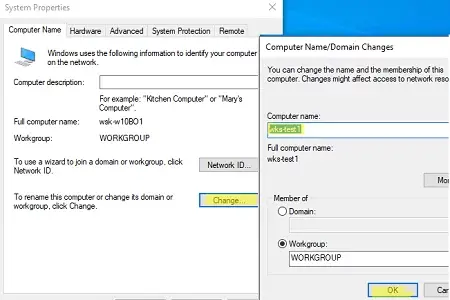 System Properties
Computer Name
Hardware
Advanced
System Protection
Remote
Windows uses the following information to identify your computer
on the network.
Computer description:
For example: "Kitchen Computer" or "Mary's
Computer".
Full computer name:
wsk-w10BO1
Workgroup:
WORKGROUP
To use a wizard to join a domain or workgroup, click
Network ID.
Network ID...
To rename this computer or change its domain or
workgroup, click Change.
Change...
Computer Name/Domain Changes
You can change the name and the membership of this
computer. Changes might affect access to network reso
Computer name:
wks-test1
Full computer name:
wks-test1
Mo
Member of
Domain:
Workgroup:
WORKGROUP
OK
Car